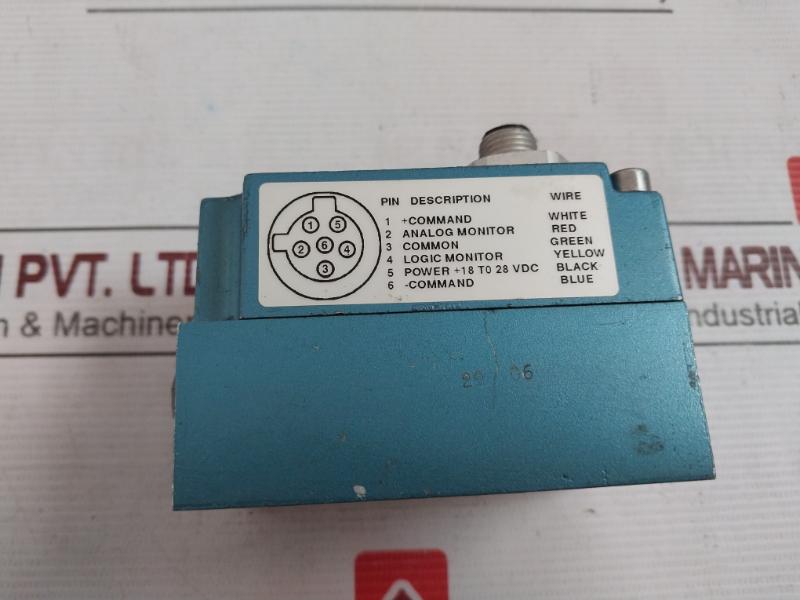 PIN DESCRIPTION WIRE
1 +COMMAND WHITE
2 ANALOG MONITOR RED
3 COMMON GREEN
4 LOGIC MONITOR YELLOW
5 POWER +18 TO 28 VDC BLACK
6 -COMMAND BLUE
1 5
2 6 4
3
PVT. LTD MARIN
& Machiner ndustrial